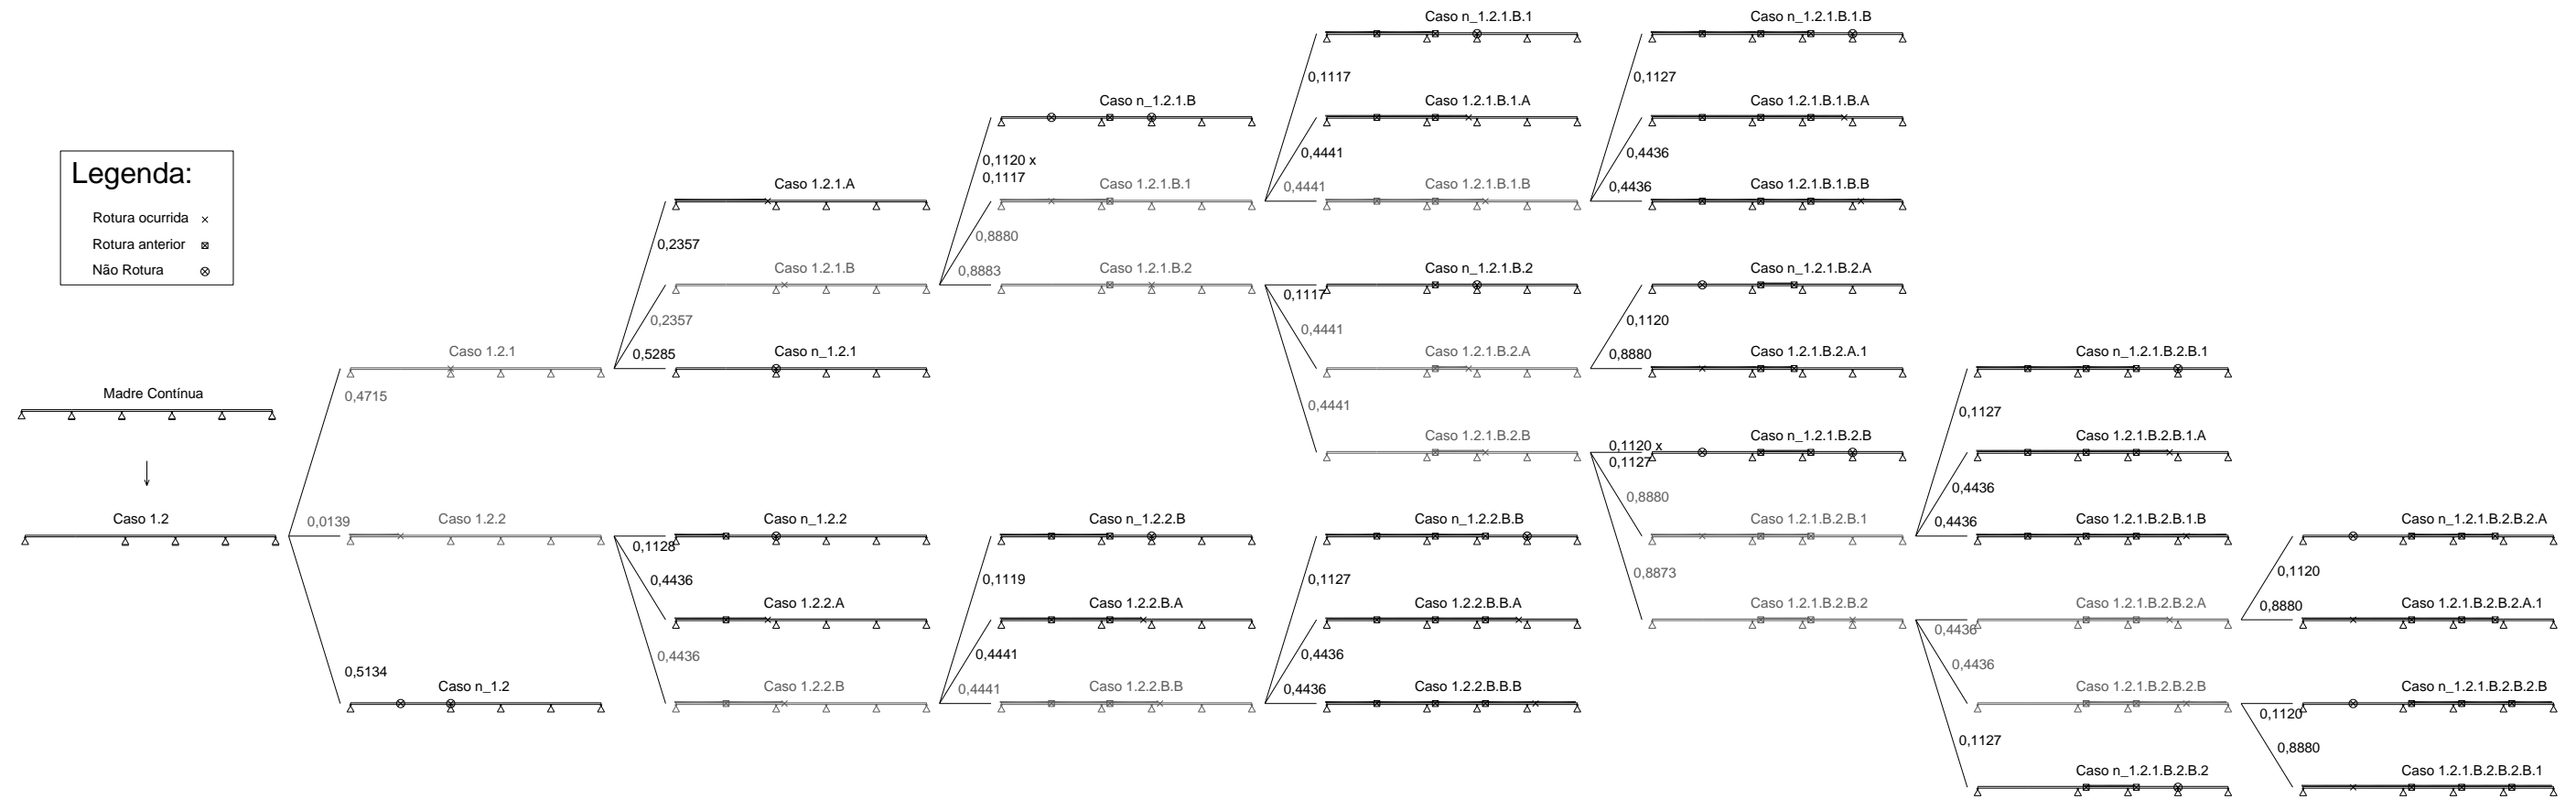 Caso n_1.2.1.B.1
Caso n_1.2.1.B.1.B
0,1117
0,1127
Caso n_1.2.1.B
Caso 1.2.1.B.1.A
Caso 1.2.1.B.1.B.A
Legenda:
0,1120 x
0,1117
0,4441
0,4436
Caso 1.2.1.A
Caso 1.2.1.B.1
0,4441
Caso 1.2.1.B.1.B
0,4436
Caso 1.2.1.B.1.B.B
Rotura ocurrida
Rotura anterior
Não Rotura
0,2357
0,8880
Caso 1.2.1.B
0,8883
Caso 1.2.1.B.2
Caso n_1.2.1.B.2
Caso n_1.2.1.B.2.A
0,1117
0,2357
0,4441
0,1120
Caso 1.2.1
0,5285
Caso n_1.2.1
Caso 1.2.1.B.2.A
0,8880
Caso 1.2.1.B.2.A.1
Caso n_1.2.1.B.2.B.1
Madre Contínua
0,4715
0,4441
0,1127
Caso 1.2.1.B.2.B
0,1120 x
0,1127
Caso n_1.2.1.B.2.B
Caso 1.2.1.B.2.B.1.A
0,8880
0,4436
Caso 1.2
0,0139
Caso 1.2.2
Caso n_1.2.2
Caso n_1.2.2.B
Caso n_1.2.2.B.B
Caso 1.2.1.B.2.B.1
0,4436
Caso 1.2.1.B.2.B.1.B
Caso n_1.2.1.B.2.B.2.A
0,1128
0,4436
0,1119
0,1127
0,8873
0,1120
Caso 1.2.2.A
Caso 1.2.2.B.A
Caso 1.2.2.B.B.A
Caso 1.2.1.B.2.B.2
0,4436
Caso 1.2.1.B.2.B.2.A
0,8880
Caso 1.2.1.B.2.B.2.A.1
0,4436
0,4441
0,4436
0,4436
0,5134
Caso n_1.2
Caso 1.2.2.B
0,4441
Caso 1.2.2.B.B
0,4436
Caso 1.2.2.B.B.B
Caso 1.2.1.B.2.B.2.B
Caso n_1.2.1.B.2.B.2.B
0,1120
0,1127
0,8880
Caso n_1.2.1.B.2.B.2
Caso 1.2.1.B.2.B.2.B.1